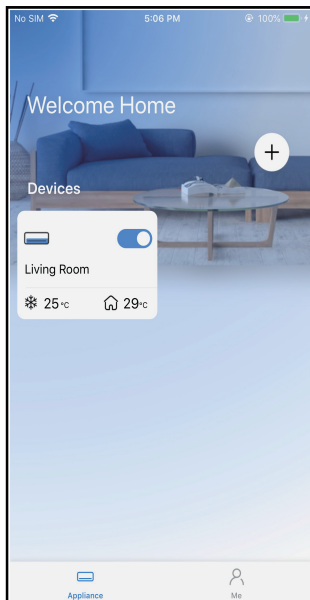 No SIM 5:06 PM 100%
Welcome Home
+
Devices
Living Room
25°C 29°C
Appliance Me